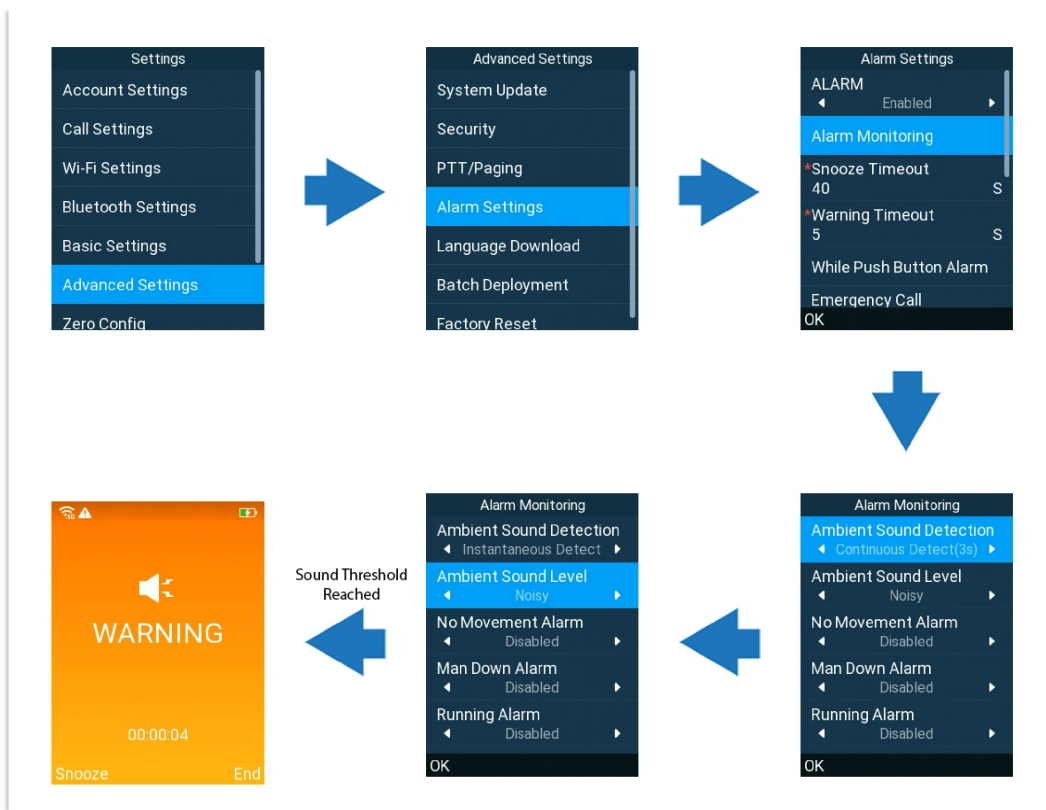 Settings
Account Settings
Call Settings
Wi-Fi Settings
Bluetooth Settings
Basic Settings
Advanced Settings
Zero Config
Advanced Settings
System Update
Security
PTT/Paging
Alarm Settings
Language Download
Batch Deployment
Factory Reset
Alarm Settings
ALARM
Enabled
Alarm Monitoring
*Snooze Timeout
40 S
*Warning Timeout
5 S
While Push Button Alarm
Emergency Call
OK
Alarm Monitoring
Ambient Sound Detection
Continuous Detect(3s)
Ambient Sound Level
Noisy
No Movement Alarm
Disabled
Man Down Alarm
Disabled
Running Alarm
Disabled
OK
Alarm Monitoring
Ambient Sound Detection
Instantaneous Detect
Ambient Sound Level
Noisy
No Movement Alarm
Disabled
Man Down Alarm
Disabled
Running Alarm
Disabled
OK
Sound Threshold
Reached
WARNING
00:00:04
Snooze End